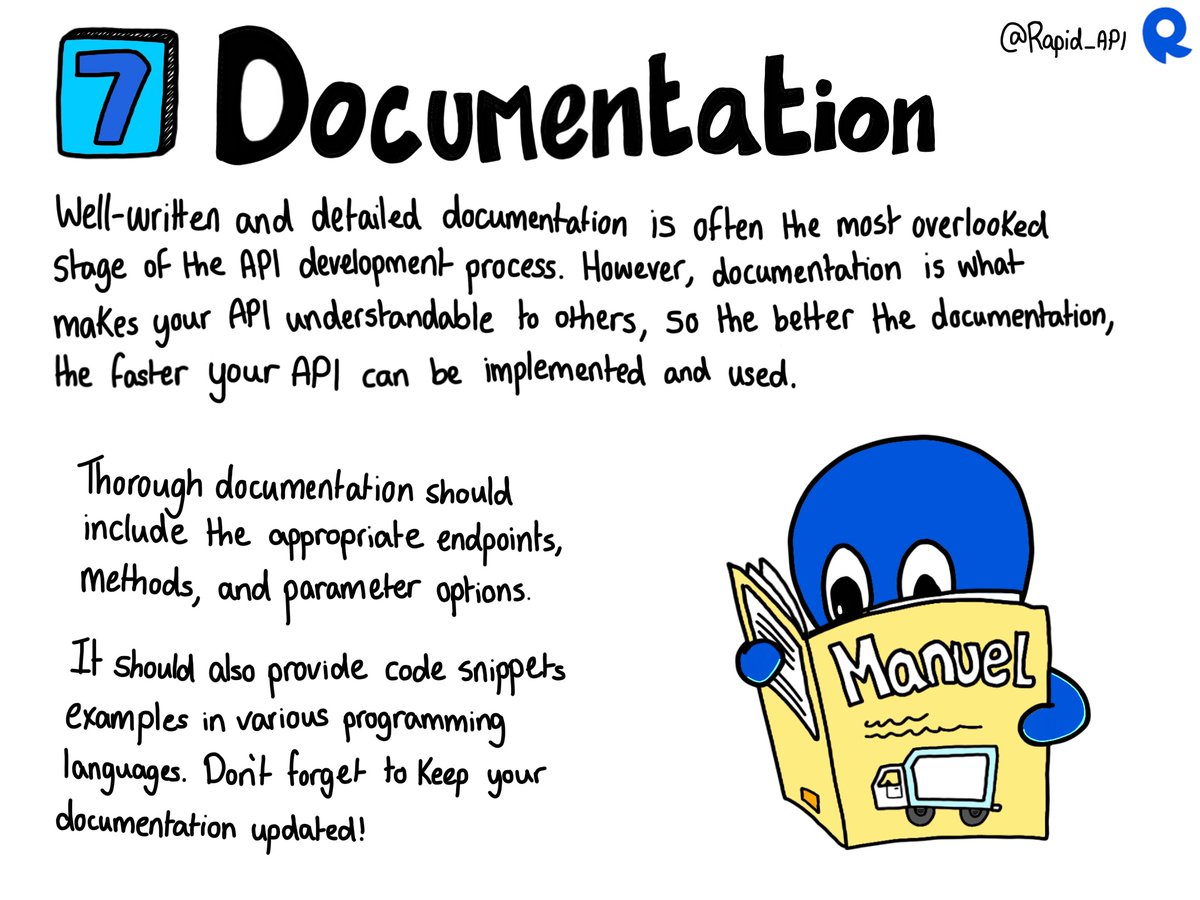 7 Documentation
@Rapid_API
Well-written and detailed documentation is often the most overlooked
stage of the API development process. However, documentation is what
makes your API understandable to others, so the better the documentation,
the faster your API can be implemented and used.
Thorough documentation should
include the appropriate endpoints,
methods, and parameter options.
It should also provide code snippets
examples in various programming
languages. Don't forget to keep your
documentation updated!
Manuel